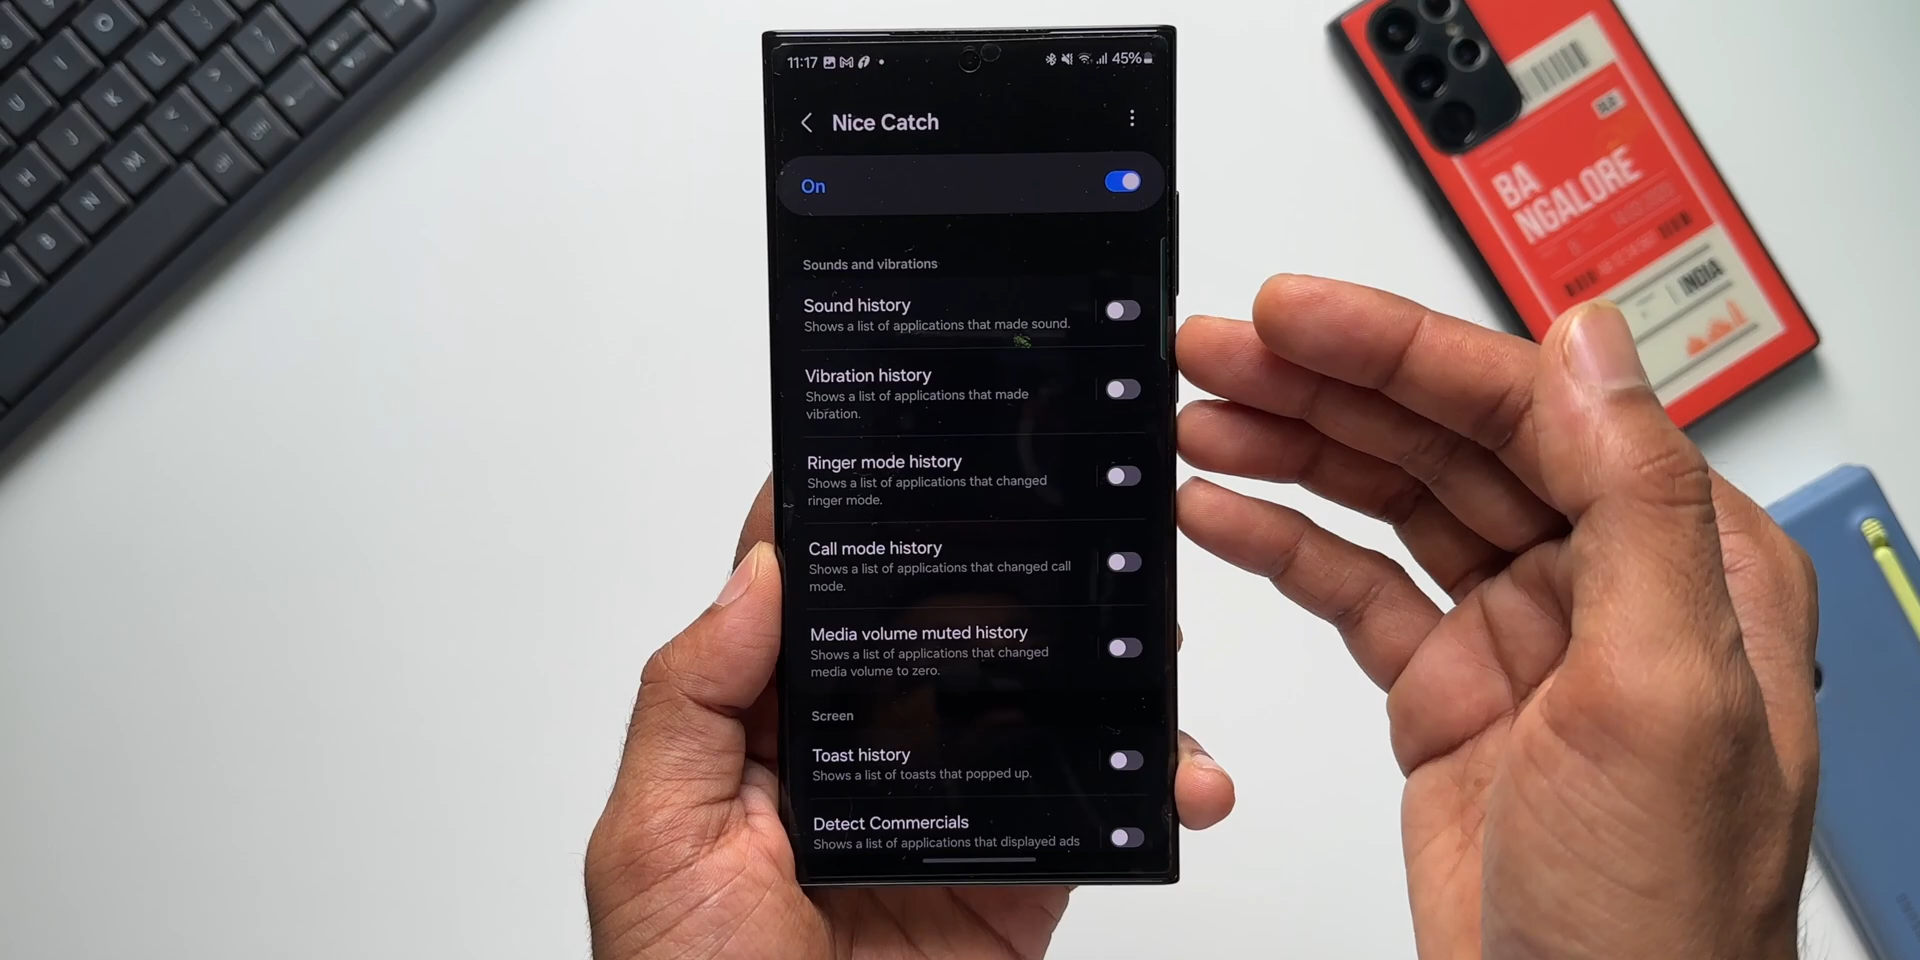 11:17
45%
Nice Catch
On
Sounds and vibrations
Sound history
Shows a list of applications that made sound.
Vibration history
Shows a list of applications that made
vibration.
Ringer mode history
Shows a list of applications that changed
ringer mode.
Call mode history
Shows a list of applications that changed call
mode.
Media volume muted history
Shows a list of applications that changed
media volume to zero.
Screen
Toast history
Shows a list of toasts that popped up.
Detect Commercials
Shows a list of applications that displayed ads
BA
NGALORE
INDIA